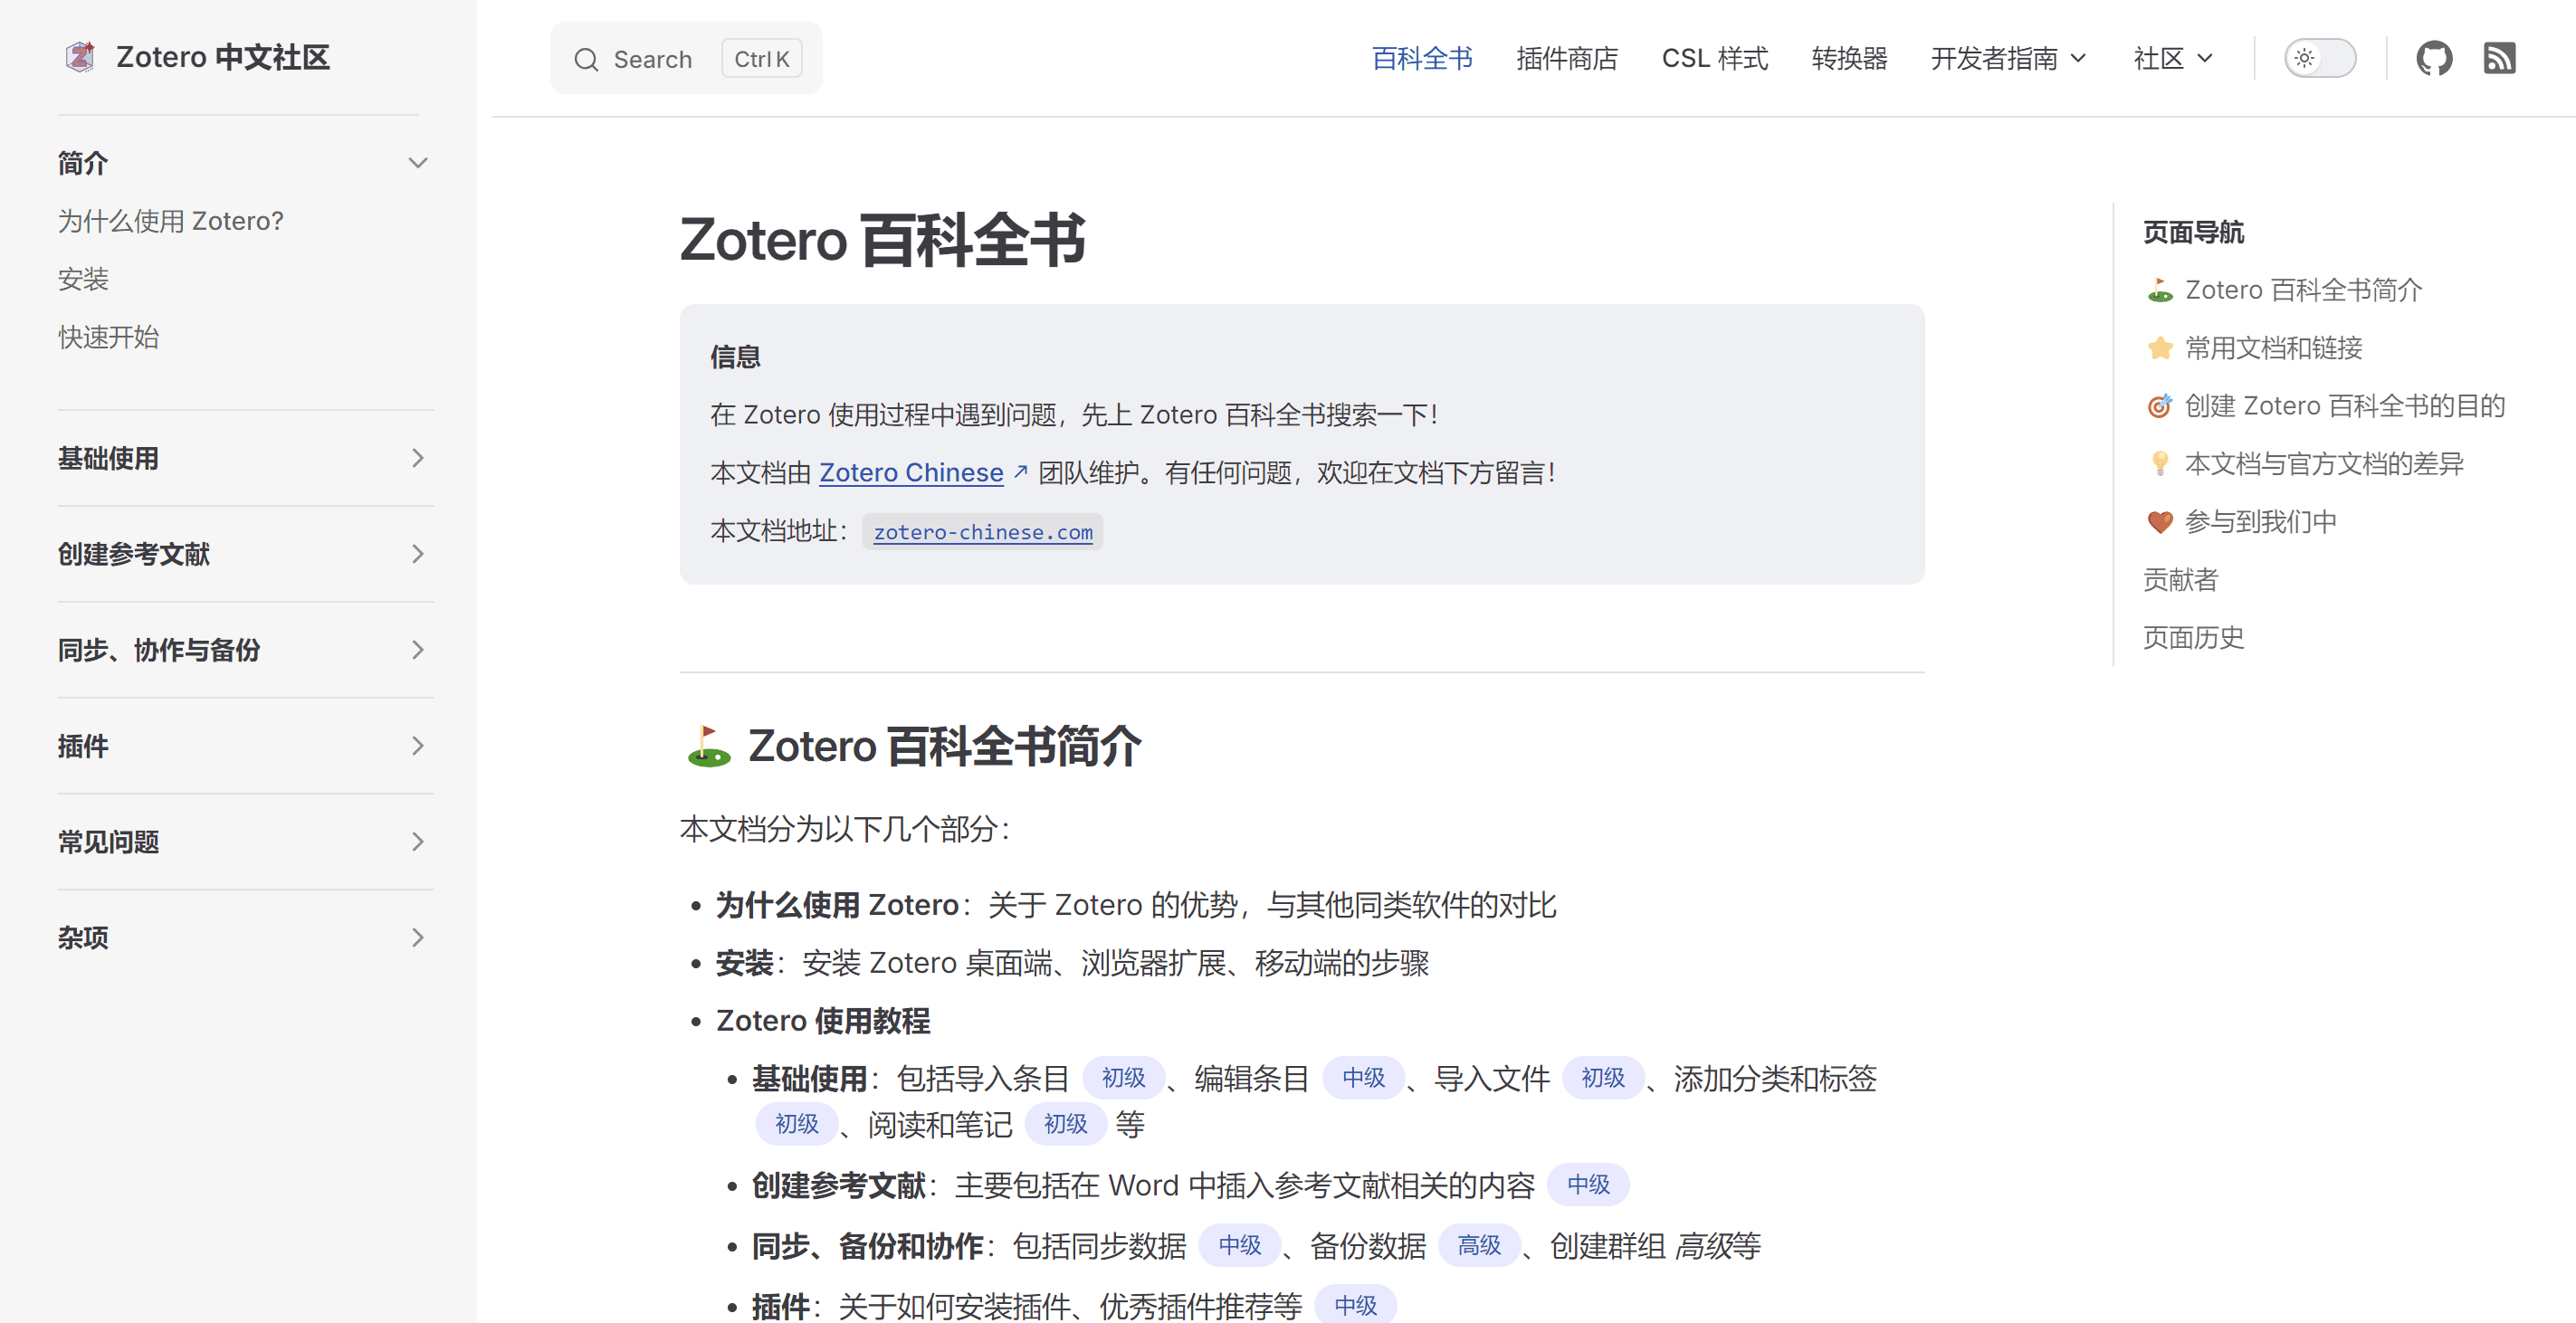 Zotero 中文社区
Search Ctrl K
百科全书 插件商店 CSL 样式 转换器 开发者指南 社区
简介
为什么使用 Zotero?
安装
快速开始
基础使用
创建参考文献
同步、协作与备份
插件
常见问题
杂项
Zotero 百科全书
信息
在 Zotero 使用过程中遇到问题，先上 Zotero 百科全书搜索一下！
本文档由 Zotero Chinese ↗ 团队维护。有任何问题，欢迎在文档下方留言！
本文档地址： zotero-chinese.com
⛳ Zotero 百科全书简介
本文档分为以下几个部分：
• 为什么使用 Zotero：关于 Zotero 的优势，与其他同类软件的对比
• 安装：安装 Zotero 桌面端、浏览器扩展、移动端的步骤
• Zotero 使用教程
• 基础使用：包括导入条目 初级 、编辑条目 中级 、导入文件 初级 、添加分类和标签
初级 、阅读和笔记 初级 等
• 创建参考文献：主要包括在 Word 中插入参考文献相关的内容 中级
• 同步、备份和协作：包括同步数据 中级 、备份数据 高级 、创建群组 高级等
• 插件：关于如何安装插件、优秀插件推荐等 中级
页面导航
⛳ Zotero 百科全书简介
⭐ 常用文档和链接
🎯 创建 Zotero 百科全书的目的
💡 本文档与官方文档的差异
❤️ 参与到我们中
贡献者
页面历史